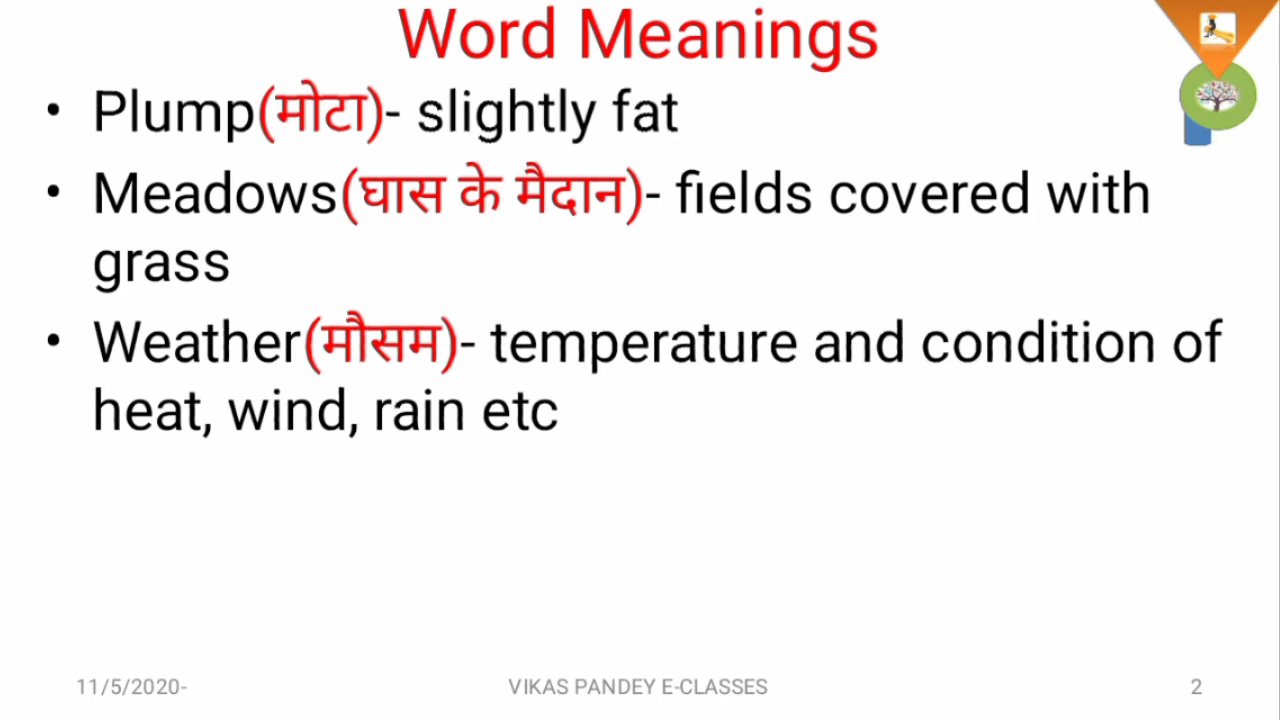 Word Meanings
• Plump(मोटा)- slightly fat
• Meadows(घास के मैदान)- fields covered with
grass
• Weather(मौसम)- temperature and condition of
heat, wind, rain etc
11/5/2020- VIKAS PANDEY E-CLASSES 2